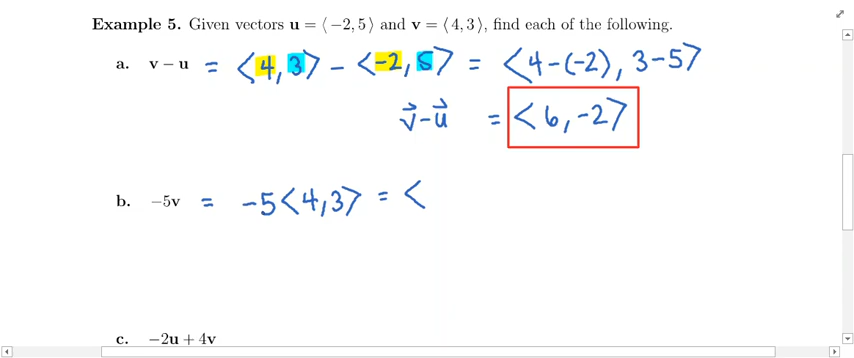 Example 5. Given vectors u = ⟨−2, 5⟩ and v = ⟨4, 3⟩, find each of the following.
a. v − u = <4, 3> − <-2, 5> = <4-(-2), 3-5>
v⃗ − u⃗ = <6, -2>
b. −5v = -5<4, 3> = <
c. −2u + 4v